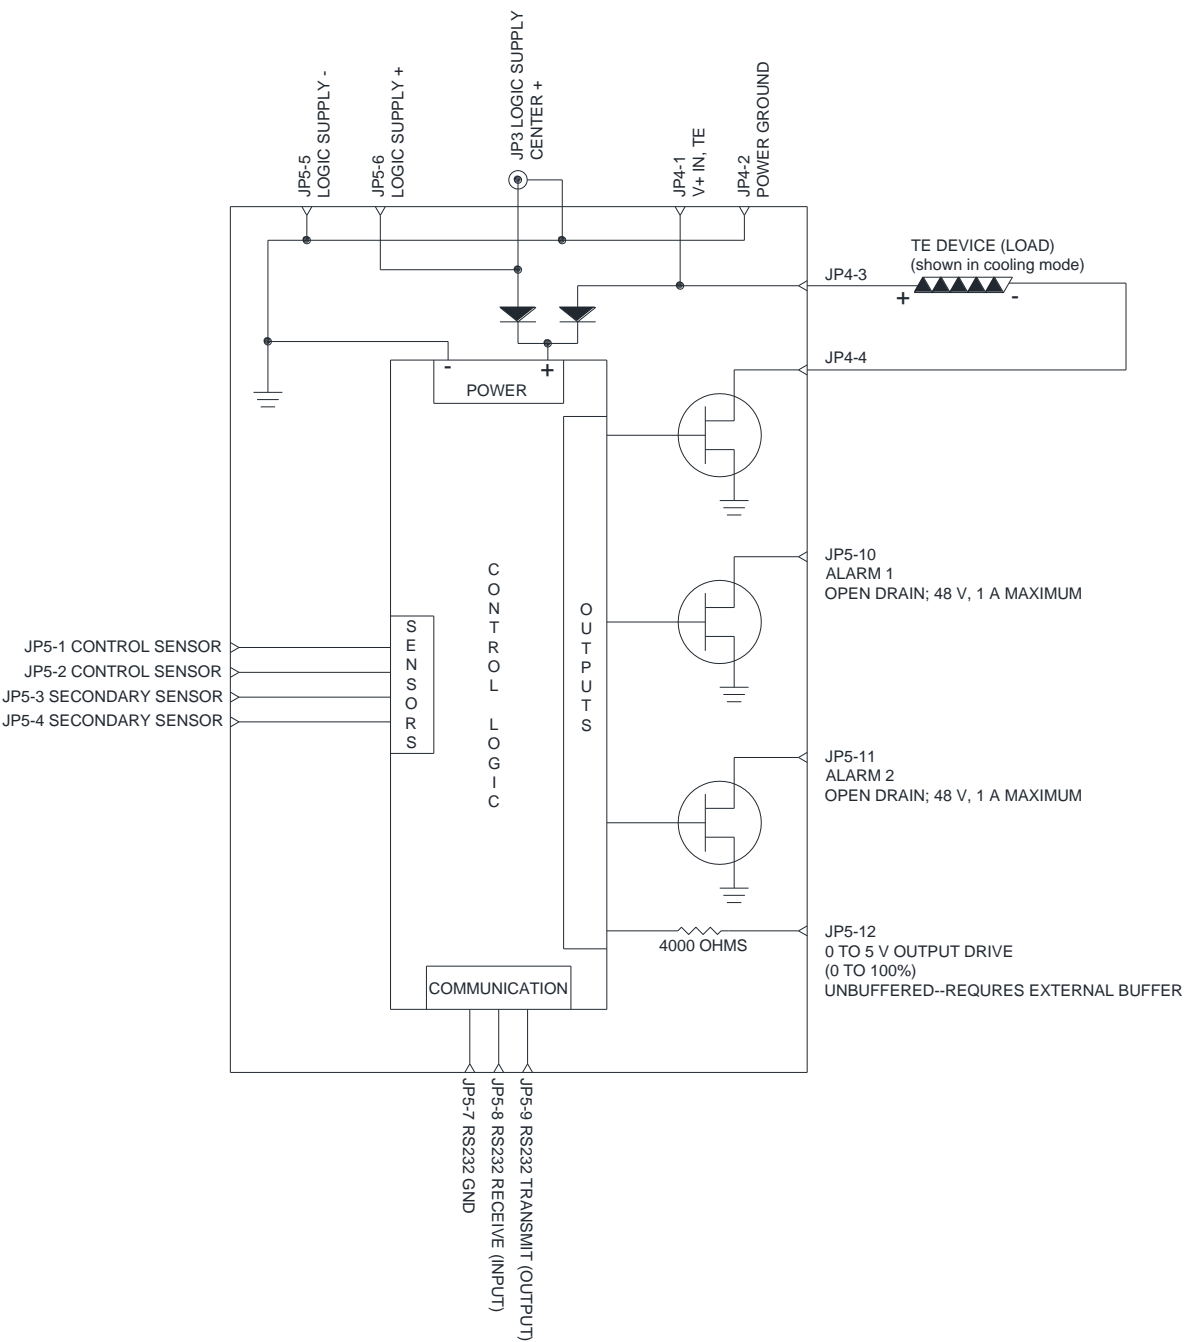 JP5-5
LOGIC SUPPLY -
JP5-6
LOGIC SUPPLY +
JP3 LOGIC SUPPLY
CENTER +
JP4-1
V+ IN, TE
JP4-2
POWER GROUND
TE DEVICE (LOAD)
(shown in cooling mode)
JP4-3
+
-
JP4-4
-
+
POWER
CONTROL LOGIC
OUTPUTS
SENSORS
JP5-1 CONTROL SENSOR
JP5-2 CONTROL SENSOR
JP5-3 SECONDARY SENSOR
JP5-4 SECONDARY SENSOR
JP5-10
ALARM 1
OPEN DRAIN; 48 V, 1 A MAXIMUM
JP5-11
ALARM 2
OPEN DRAIN; 48 V, 1 A MAXIMUM
4000 OHMS
JP5-12
0 TO 5 V OUTPUT DRIVE
(0 TO 100%)
UNBUFFERED--REQURES EXTERNAL BUFFER
COMMUNICATION
JP5-7 RS232 GND
JP5-8 RS232 RECEIVE (INPUT)
JP5-9 RS232 TRANSMIT (OUTPUT)